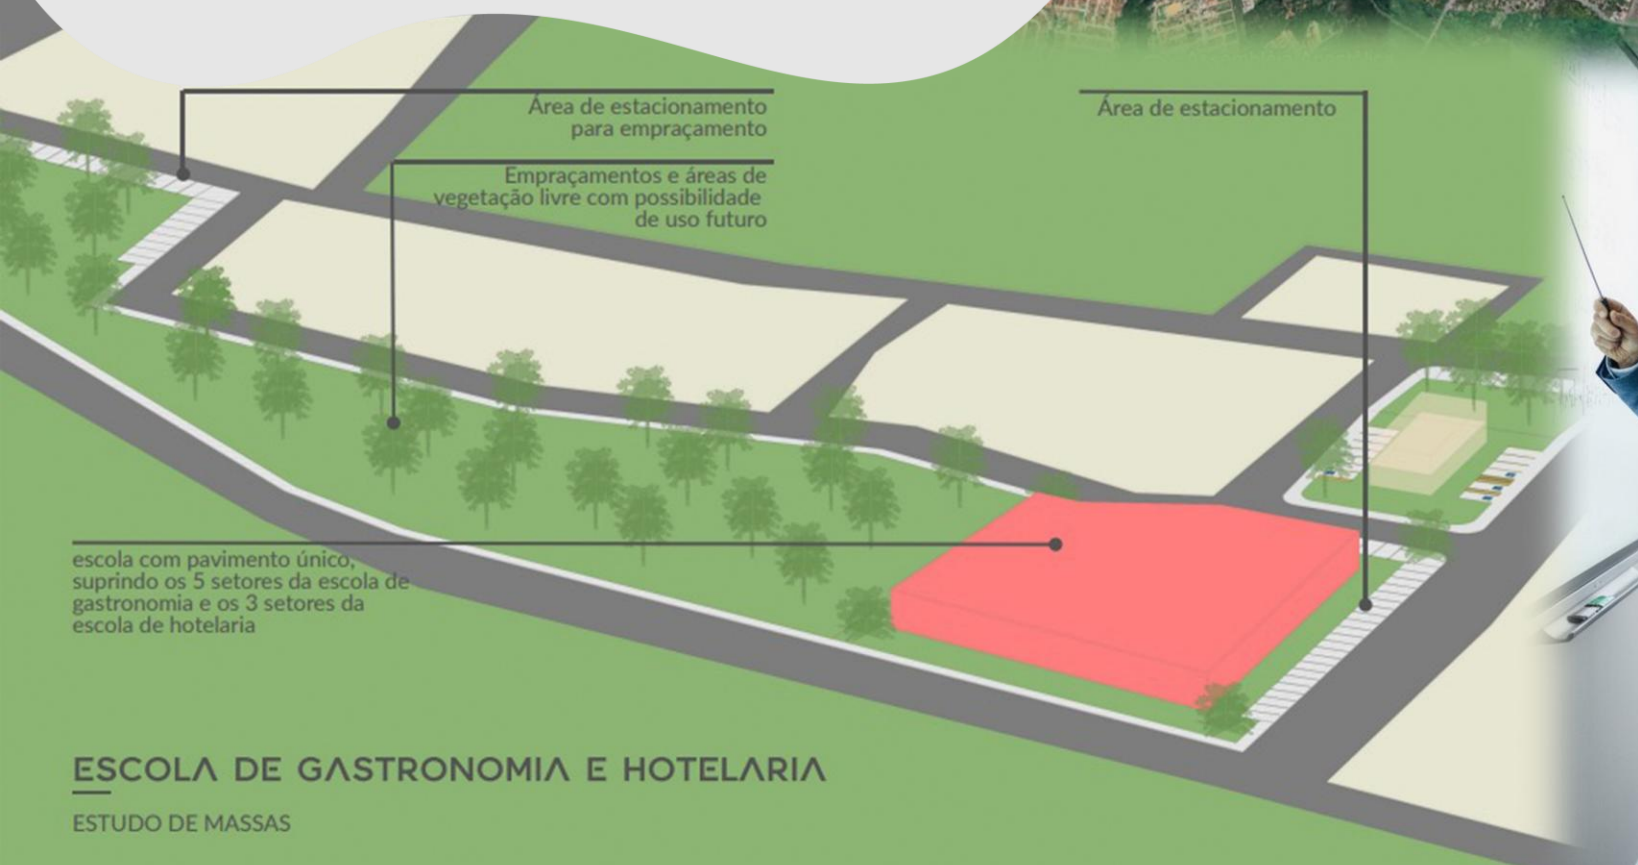 Área de estacionamento
para empraçamento
Área de estacionamento
Empraçamentos e áreas de
vegetação livre com possibilidade
de uso futuro
escola com pavimento único,
suprindo os 5 setores da escola de
gastronomia e os 3 setores da
escola de hotelaria
ESCOLA DE GASTRONOMIA E HOTELARIA
ESTUDO DE MASSAS